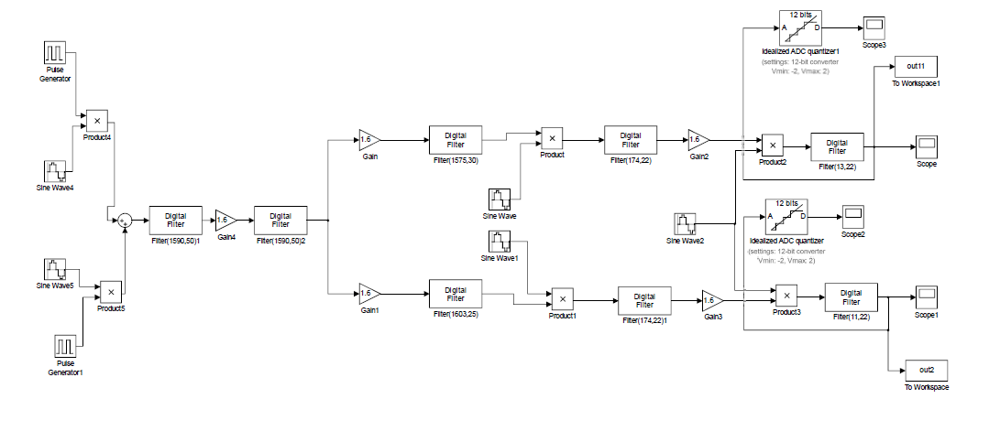 12 bits
A
D
Idealized ADC quantizer1
(settings: 12-bit converter
Vmin: -2, Vmax: 2)
Scope3
out11
To Workspace1
Pulse
Generator
×
Product4
Sine Wave4
1.6
Gain
Digital
Filter
Filter(1575,30)
×
Product
Digital
Filter
Filter(174,22)
1.6
Gain2
×
Product2
Digital
Filter
Filter(13,22)
Scope
Sine Wave
++
Digital
Filter
Filter(1590,50)1
1.6
Gain4
Digital
Filter
Filter(1590,50)2
Sine Wave2
12 bits
A
D
Idealized ADC quantizer
(settings: 12-bit converter
Vmin: -2, Vmax: 2)
Scope2
Sine Wave1
Sine Wave5
×
Product5
1.6
Gain1
Digital
Filter
Filter(1603,25)
×
Product1
Digital
Filter
Filter(174,22)1
1.6
Gain3
×
Product3
Digital
Filter
Filter(11,22)
Scope1
Pulse
Generator1
out2
To Workspace